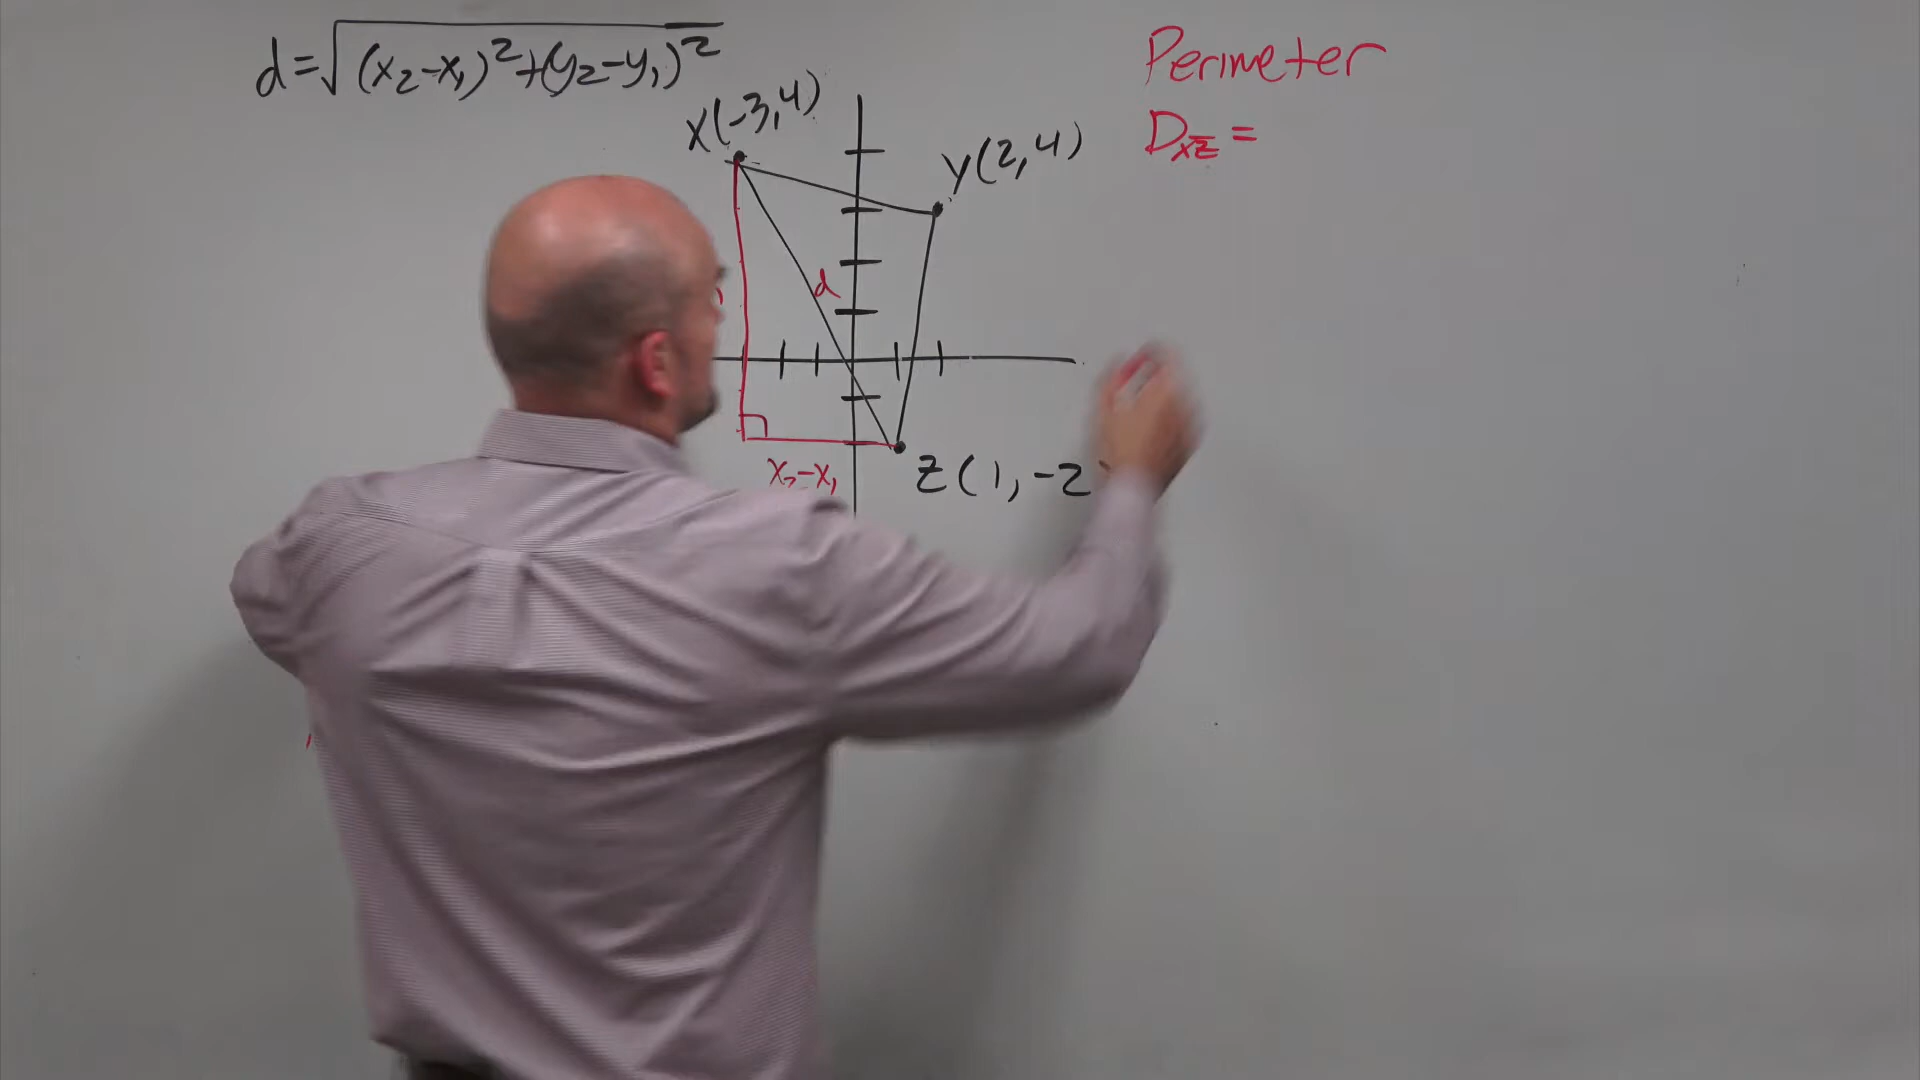 d=√(x₂-x₁)²+(y₂-y₁)²
Perimeter
D_XZ =
X(-3,4)
Y(2,4)
d
x₂-x₁
Z(1,-2